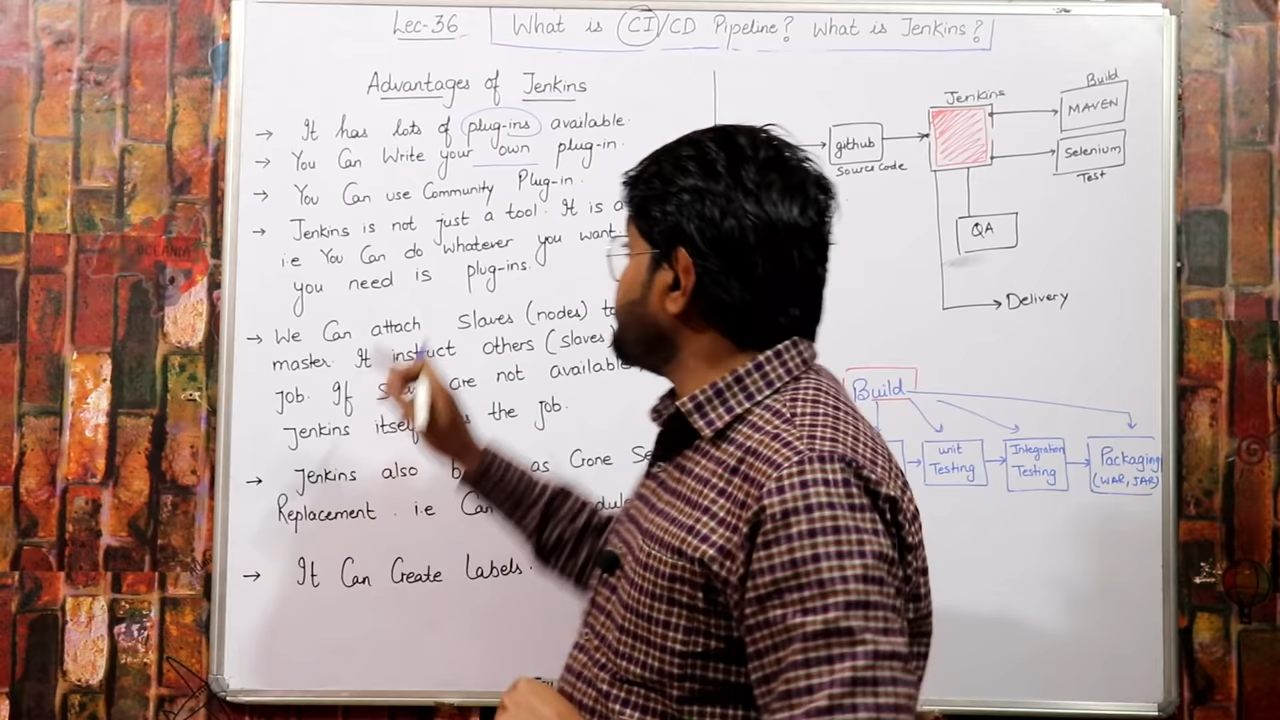 Lec-36 What is CI/CD Pipeline? What is Jenkins?
Advantages of Jenkins
→ It has lots of plug-ins available.
→ You Can Write your own plug-in.
→ You Can use Community Plug-in.
→ Jenkins is not just a tool. It is a
i.e You Can do whatever you want.
you need is plug-ins.
→ We Can attach Slaves (nodes) to
master. It instruct others (slaves)
Job. If are not available
Jenkins itself the Job.
→ Jenkins also as Crone
Replacement. i.e
→ It Can Create Labels.
github
Source Code
Jenkins
Build
MAVEN
Selenium
Test
QA
Delivery
Build
unit
Testing
Integration
Testing
Packaging
(WAR, JAR)
OCEANIA